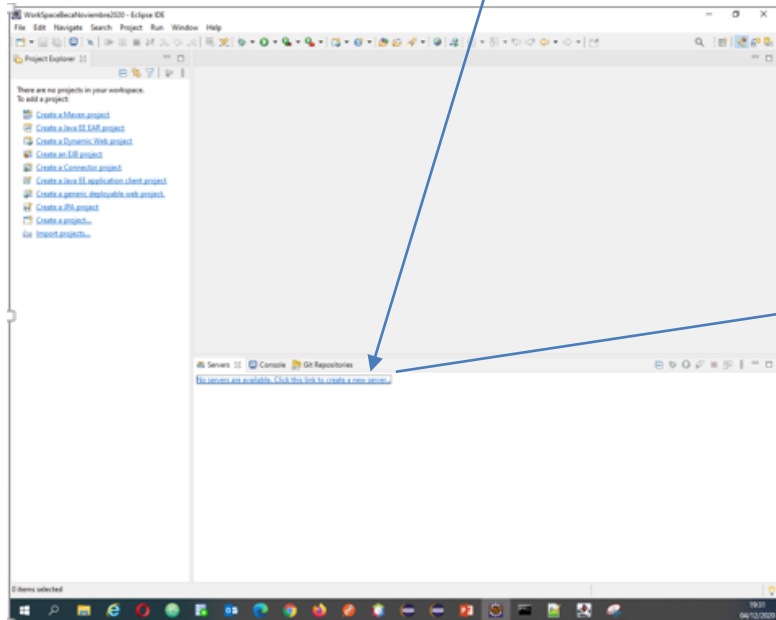 WorkSpaceBecaNoviembre2020 - Eclipse IDE
File Edit Navigate Search Project Run Window Help
Project Explorer
There are no projects in your workspace.
To add a project:
Create a Maven project
Create a Java EE EAR project
Create a Dynamic Web project
Create an EJB project
Create a Connector project
Create a Java EE application client project
Create a generic deployable web project.
Create a JPA project
Create a project...
Import projects...
Servers Console Git Repositories
No servers are available. Click this link to create a new server...
0 items selected
19:31
04/12/2020